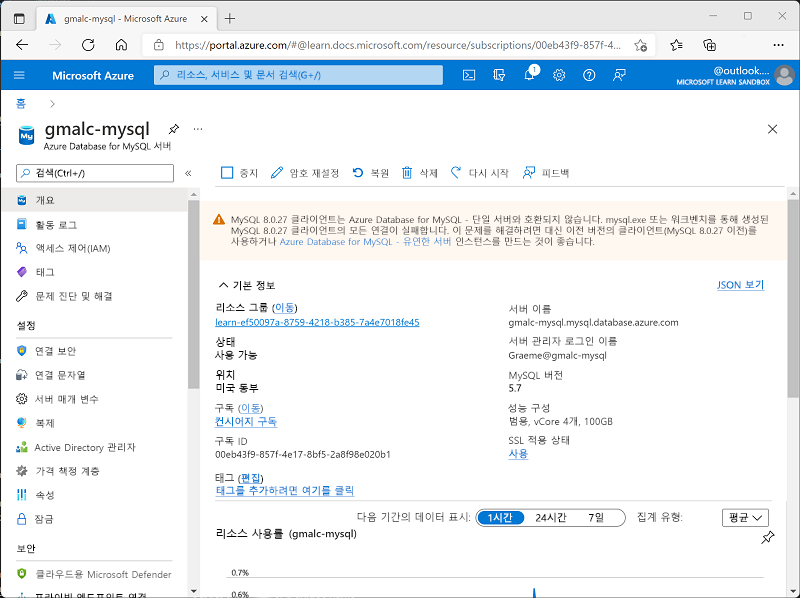 gmalc-mysql - Microsoft Azure
https://portal.azure.com/#@learn.docs.microsoft.com/resource/subscriptions/00eb43f9-857f-4...
Microsoft Azure
리소스, 서비스 및 문서 검색(G+/)
1
@outlook....
MICROSOFT LEARN SANDBOX
홈
gmalc-mysql
Azure Database for MySQL 서버
검색(Ctrl+/)
중지
암호 재설정
복원
삭제
다시 시작
피드백
개요
활동 로그
액세스 제어(IAM)
태그
문제 진단 및 해결
설정
연결 보안
연결 문자열
서버 매개 변수
복제
Active Directory 관리자
가격 책정 계층
속성
잠금
보안
클라우드용 Microsoft Defender
프라이빗 엔드포인트 연결
MySQL 8.0.27 클라이언트는 Azure Database for MySQL - 단일 서버와 호환되지 않습니다. mysql.exe 또는 워크벤치를 통해 생성된
MySQL 8.0.27 클라이언트의 모든 연결이 실패합니다. 이 문제를 해결하려면 대신 이전 버전의 클라이언트(MySQL 8.0.27 이전)를
사용하거나 Azure Database for MySQL - 유연한 서버 인스턴스를 만드는 것이 좋습니다.
기본 정보
JSON 보기
리소스 그룹 (이동)
learn-ef50097a-8759-4218-b385-7a4e7018fe45
상태
사용 가능
위치
미국 동부
구독 (이동)
컨시어지 구독
구독 ID
00eb43f9-857f-4e17-8bf5-2a8f98e020b1
태그 (편집)
태그를 추가하려면 여기를 클릭
서버 이름
gmalc-mysql.mysql.database.azure.com
서버 관리자 로그인 이름
Graeme@gmalc-mysql
MySQL 버전
5.7
성능 구성
범용, vCore 4개, 100GB
SSL 적용 상태
사용
다음 기간의 데이터 표시:
1시간
24시간
7일
집계 유형:
평균
리소스 사용률 (gmalc-mysql)
0.7%
0.6%